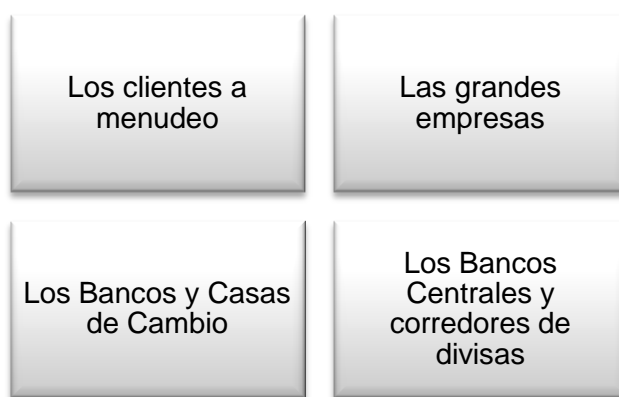 Los clientes a
menudeo
Las grandes
empresas
Los Bancos y Casas
de Cambio
Los Bancos
Centrales y
corredores de
divisas